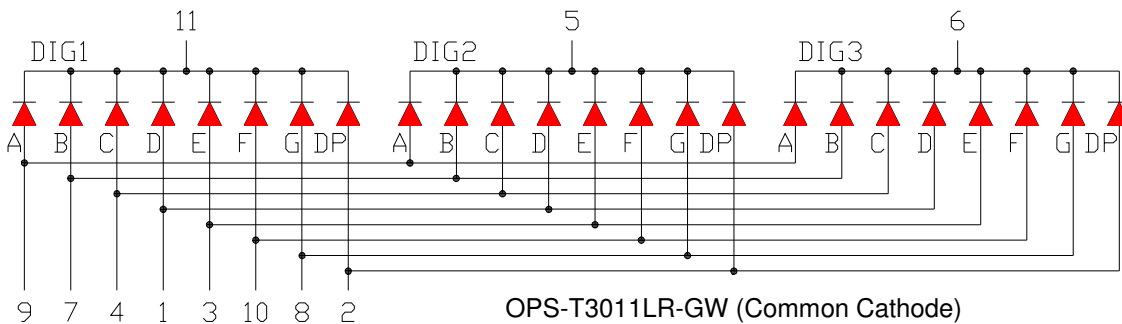 11 5 6
DIG1 DIG2 DIG3
A B C D E F G DP A B C D E F G DP A B C D E F G DP
9 7 4 1 3 10 8 2 OPS-T3011LR-GW (Common Cathode)